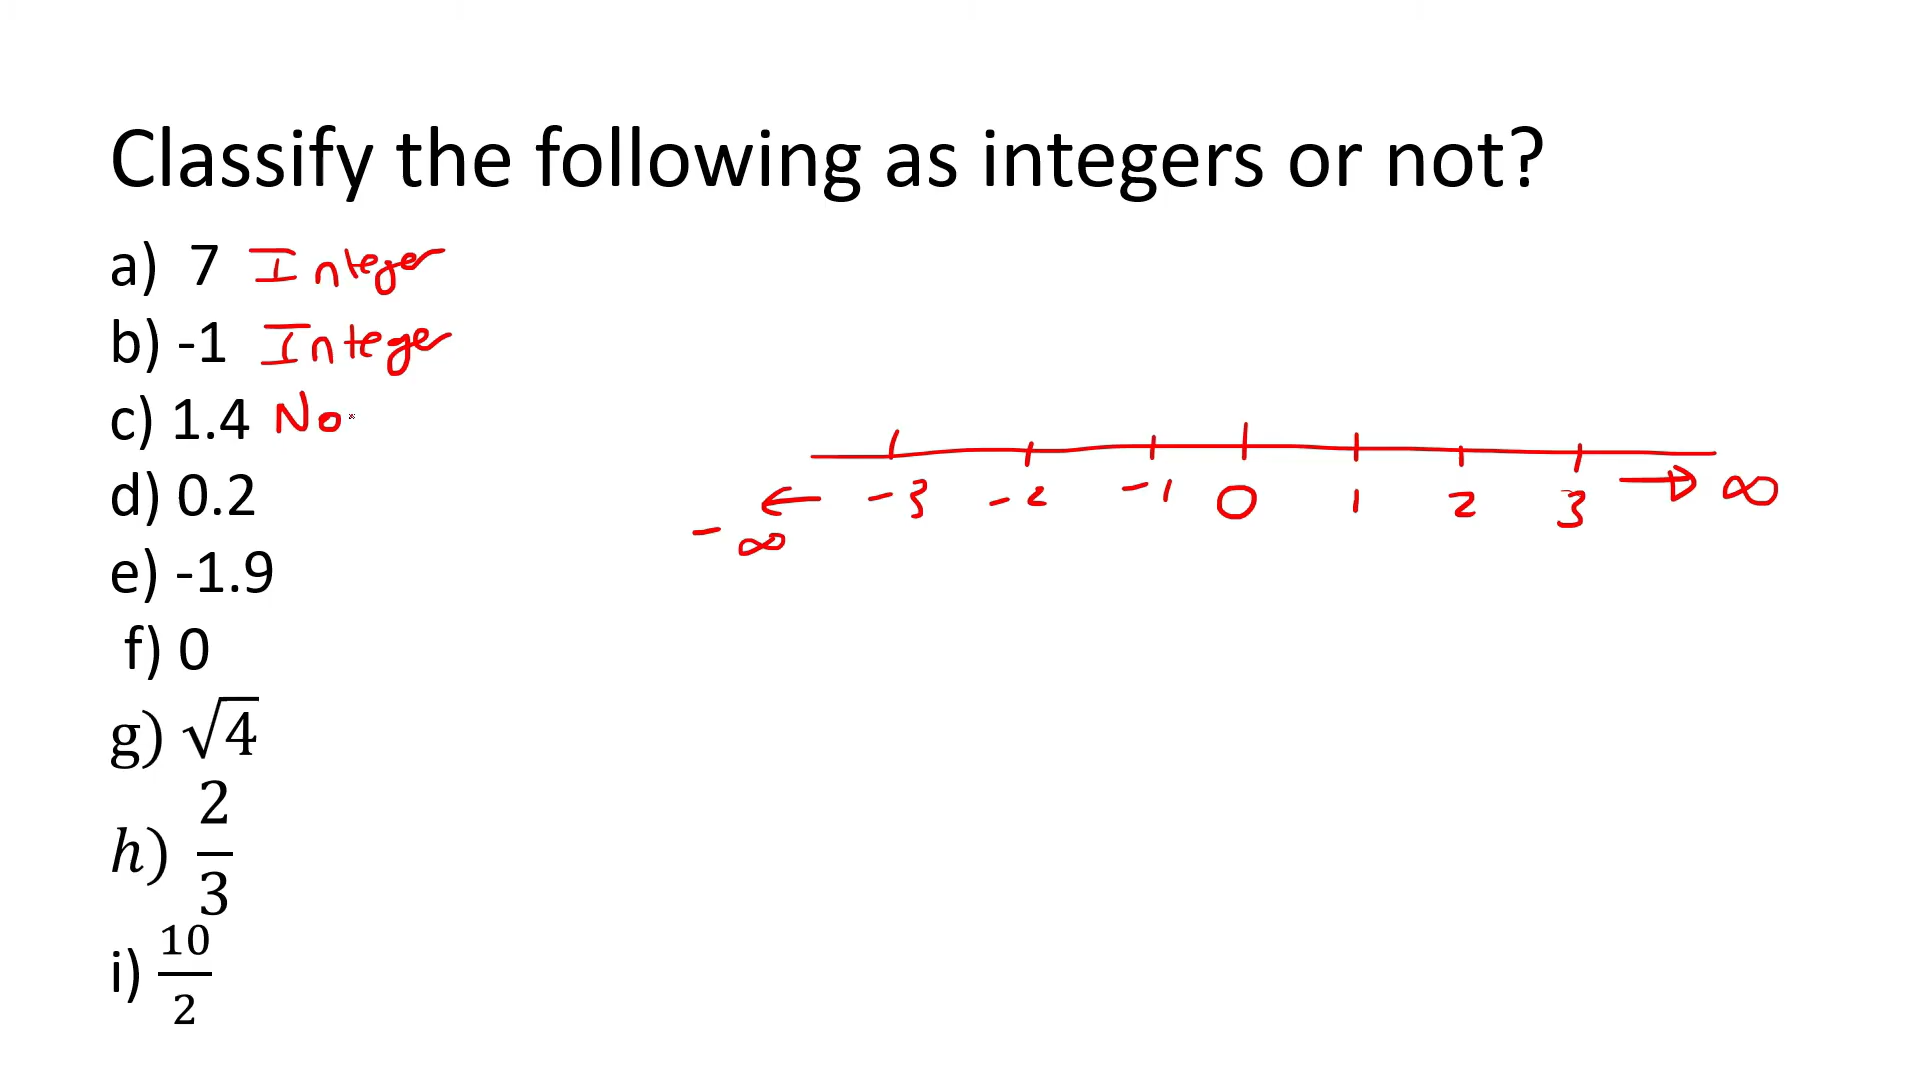 Classify the following as integers or not?
a) 7 Integer
b) -1 Integer
c) 1.4 No
d) 0.2
e) -1.9
f) 0
g) √4
h) 2/3
i) 10/2
-3 -2 -1 0 1 2 3 ∞
-∞